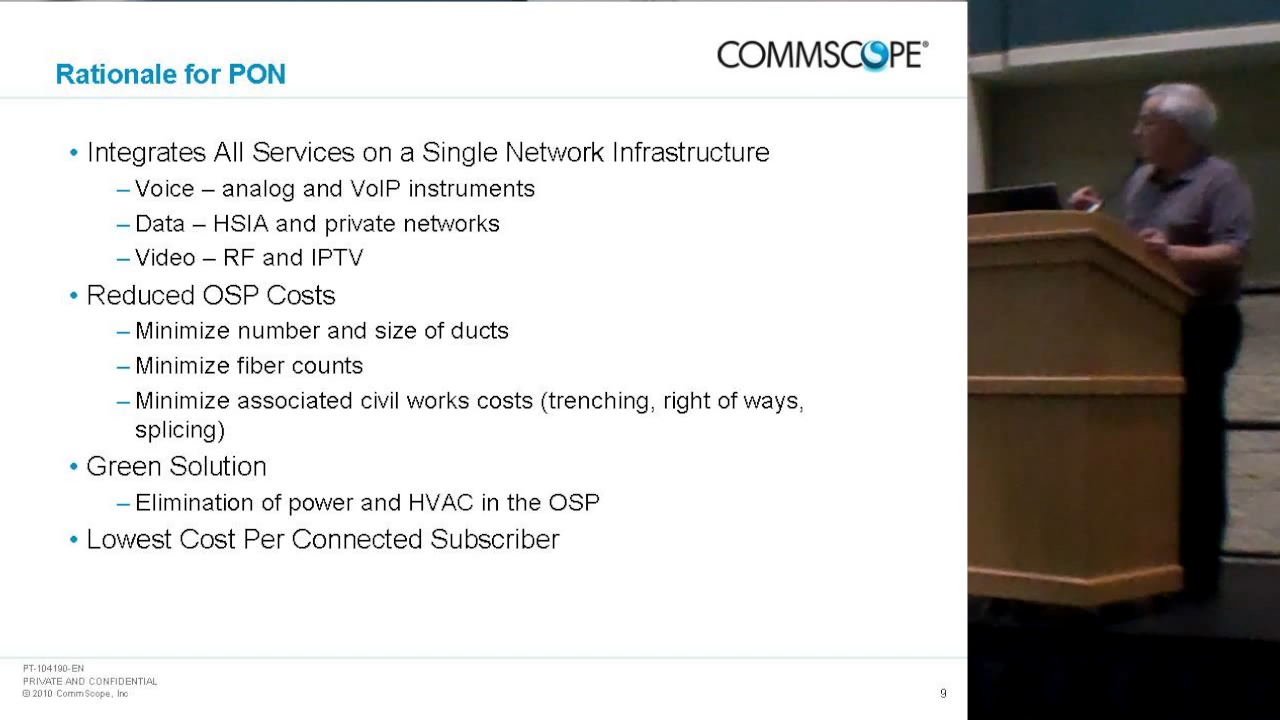 COMMSCOPE®
Rationale for PON
• Integrates All Services on a Single Network Infrastructure
– Voice – analog and VoIP instruments
– Data – HSIA and private networks
– Video – RF and IPTV
• Reduced OSP Costs
– Minimize number and size of ducts
– Minimize fiber counts
– Minimize associated civil works costs (trenching, right of ways,
splicing)
• Green Solution
– Elimination of power and HVAC in the OSP
• Lowest Cost Per Connected Subscriber
PT-104190-EN
PRIVATE AND CONFIDENTIAL
© 2010 CommScope, Inc
9